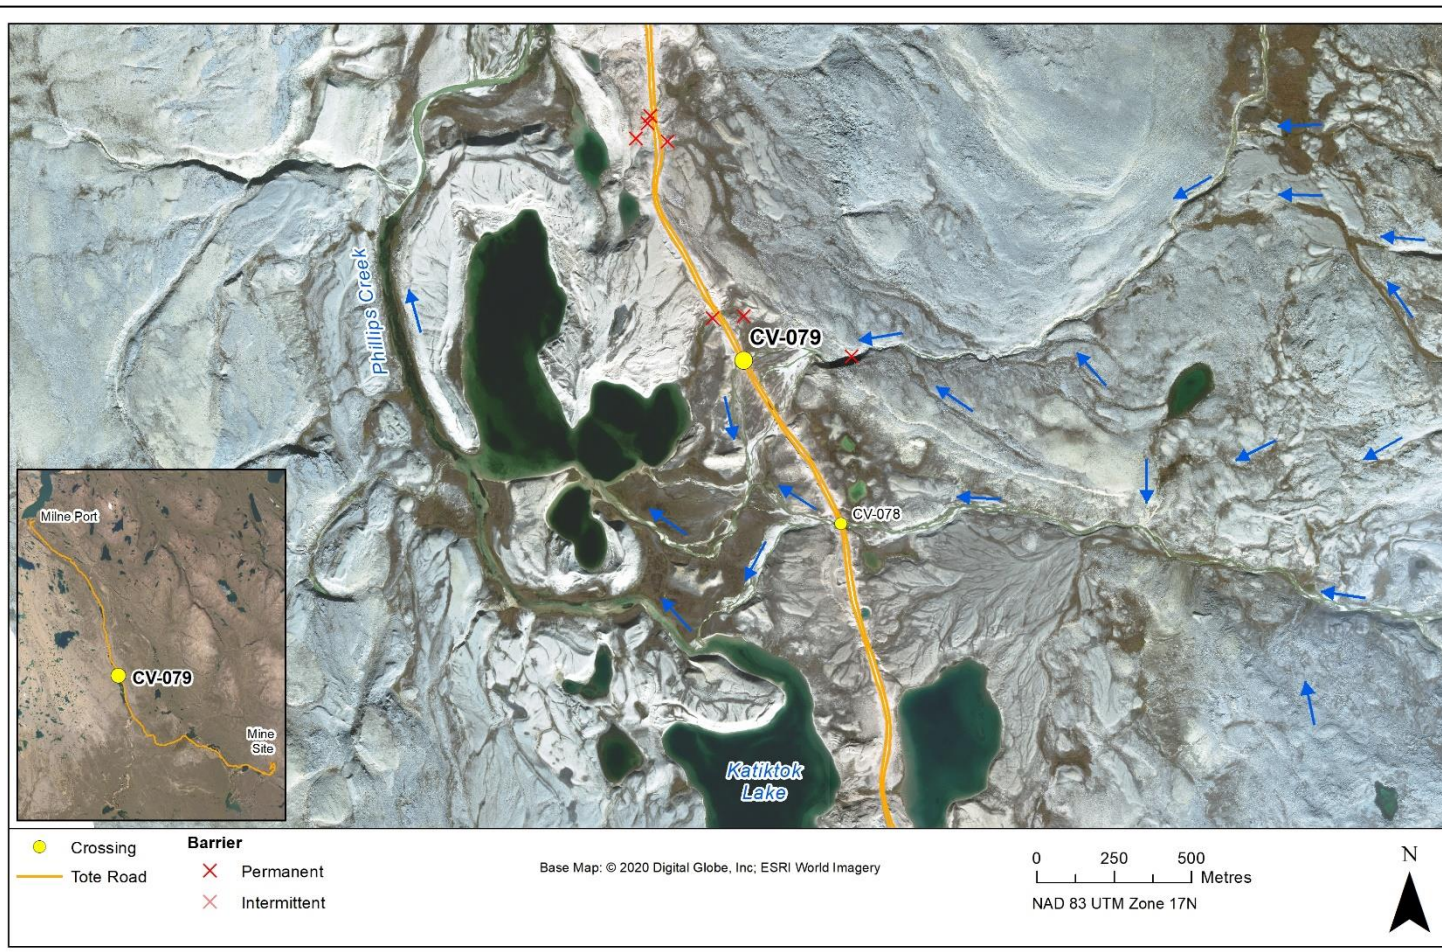 CV-079
Phillips Creek
CV-078
Milne Port
CV-079
Mine
Site
Katiktok
Lake
Crossing
Tote Road
Barrier
Permanent
Intermittent
Base Map: © 2020 Digital Globe, Inc; ESRI World Imagery
0 250 500
Metres
NAD 83 UTM Zone 17N
N